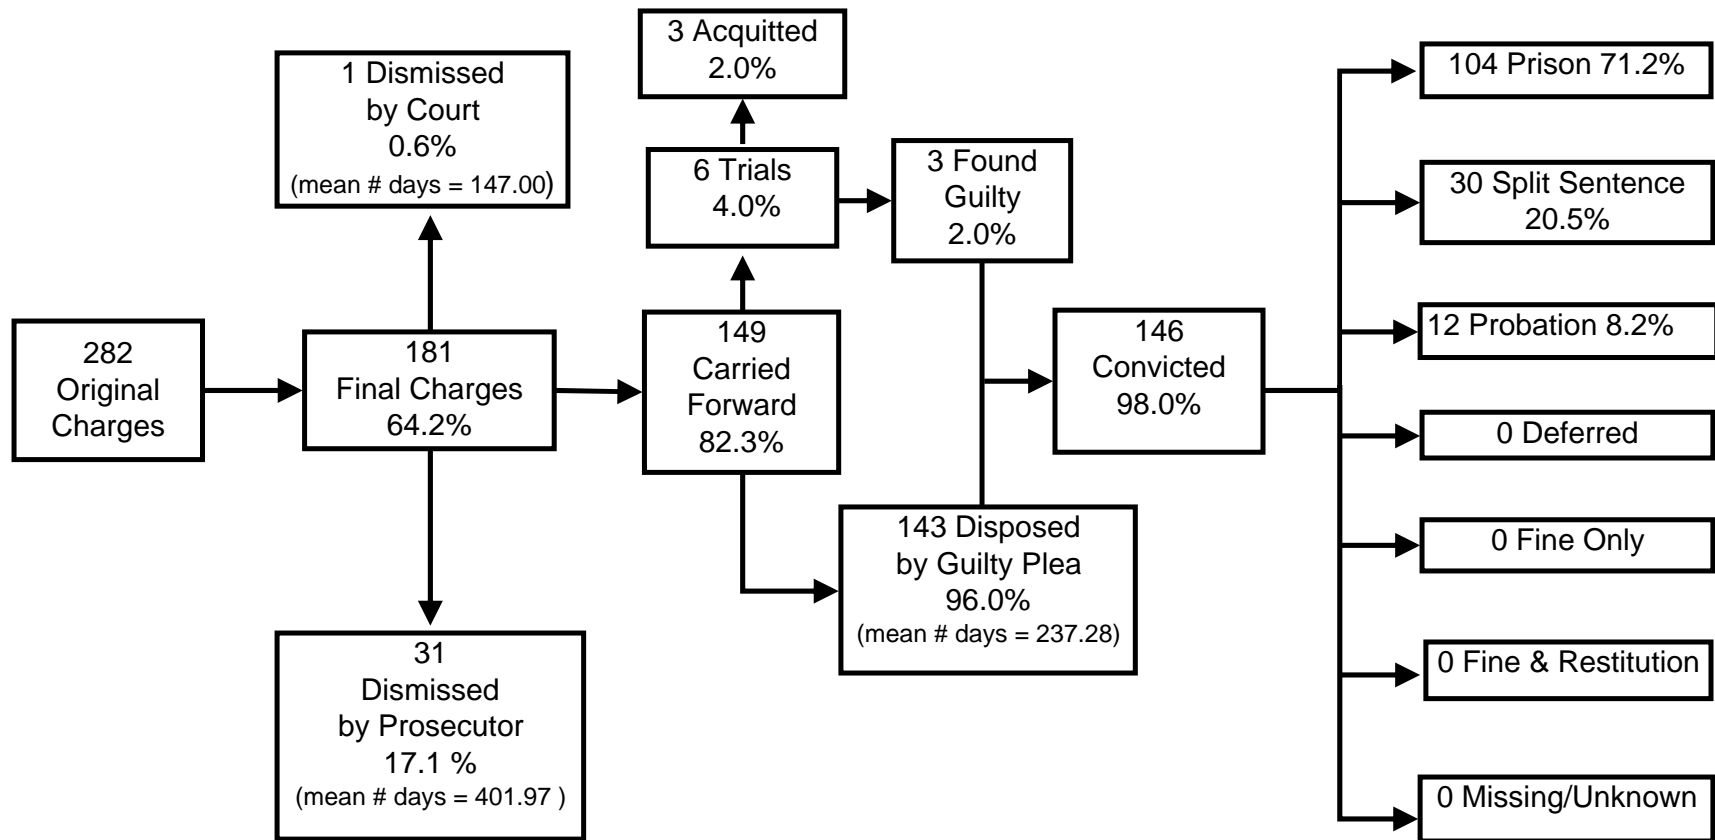 282
Original
Charges
1 Dismissed
by Court
0.6%
(mean # days = 147.00)
181
Final Charges
64.2%
31
Dismissed
by Prosecutor
17.1 %
(mean # days = 401.97 )
3 Acquitted
2.0%
6 Trials
4.0%
149
Carried
Forward
82.3%
3 Found
Guilty
2.0%
143 Disposed
by Guilty Plea
96.0%
(mean # days = 237.28)
146
Convicted
98.0%
104 Prison 71.2%
30 Split Sentence
20.5%
12 Probation 8.2%
0 Deferred
0 Fine Only
0 Fine & Restitution
0 Missing/Unknown